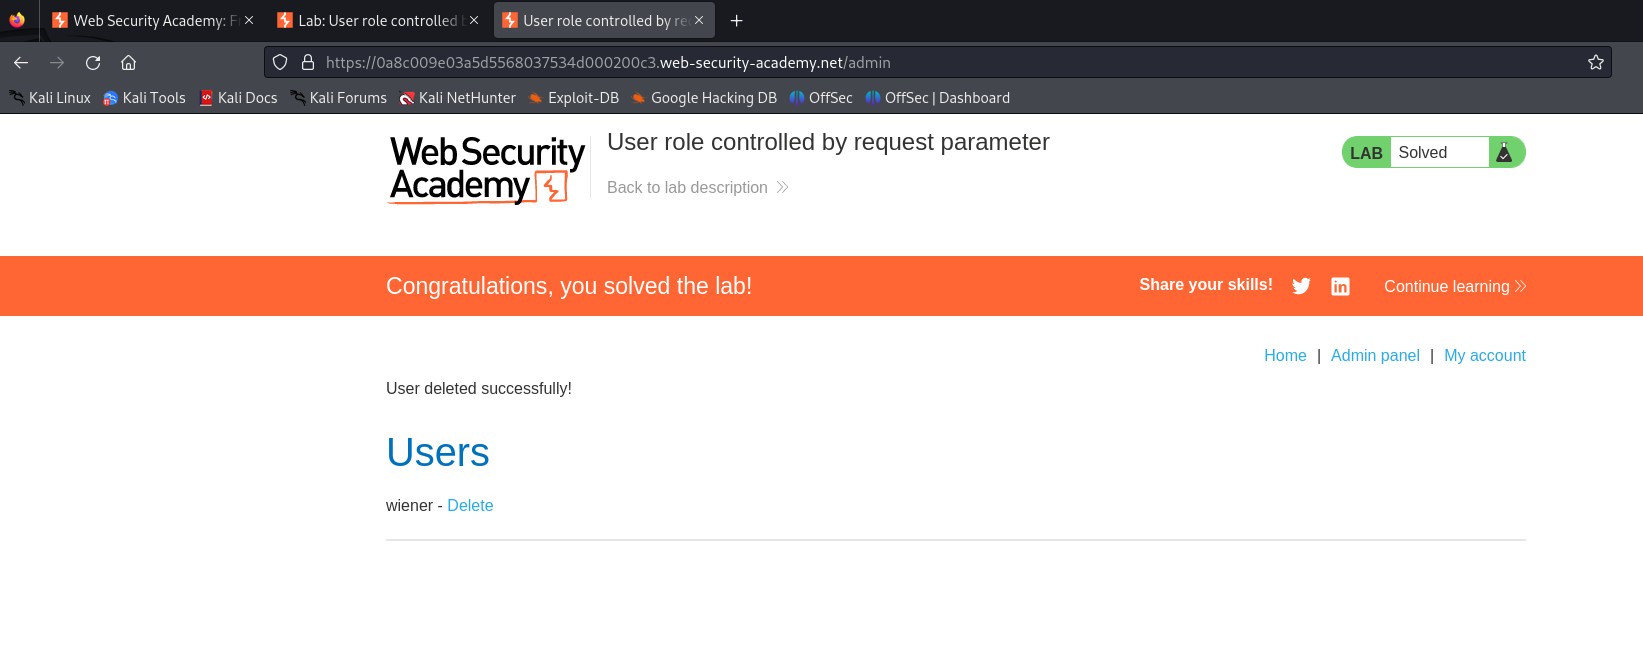 Web Security Academy: F
Lab: User role controlled
User role controlled by re
https://0a8c009e03a5d5568037534d000200c3.web-security-academy.net/admin
Kali Linux Kali Tools Kali Docs Kali Forums Kali NetHunter Exploit-DB Google Hacking DB OffSec OffSec | Dashboard
Web Security
Academy
User role controlled by request parameter
Back to lab description
LAB Solved
Congratulations, you solved the lab!
Share your skills! Continue learning
Home | Admin panel | My account
User deleted successfully!
Users
wiener - Delete